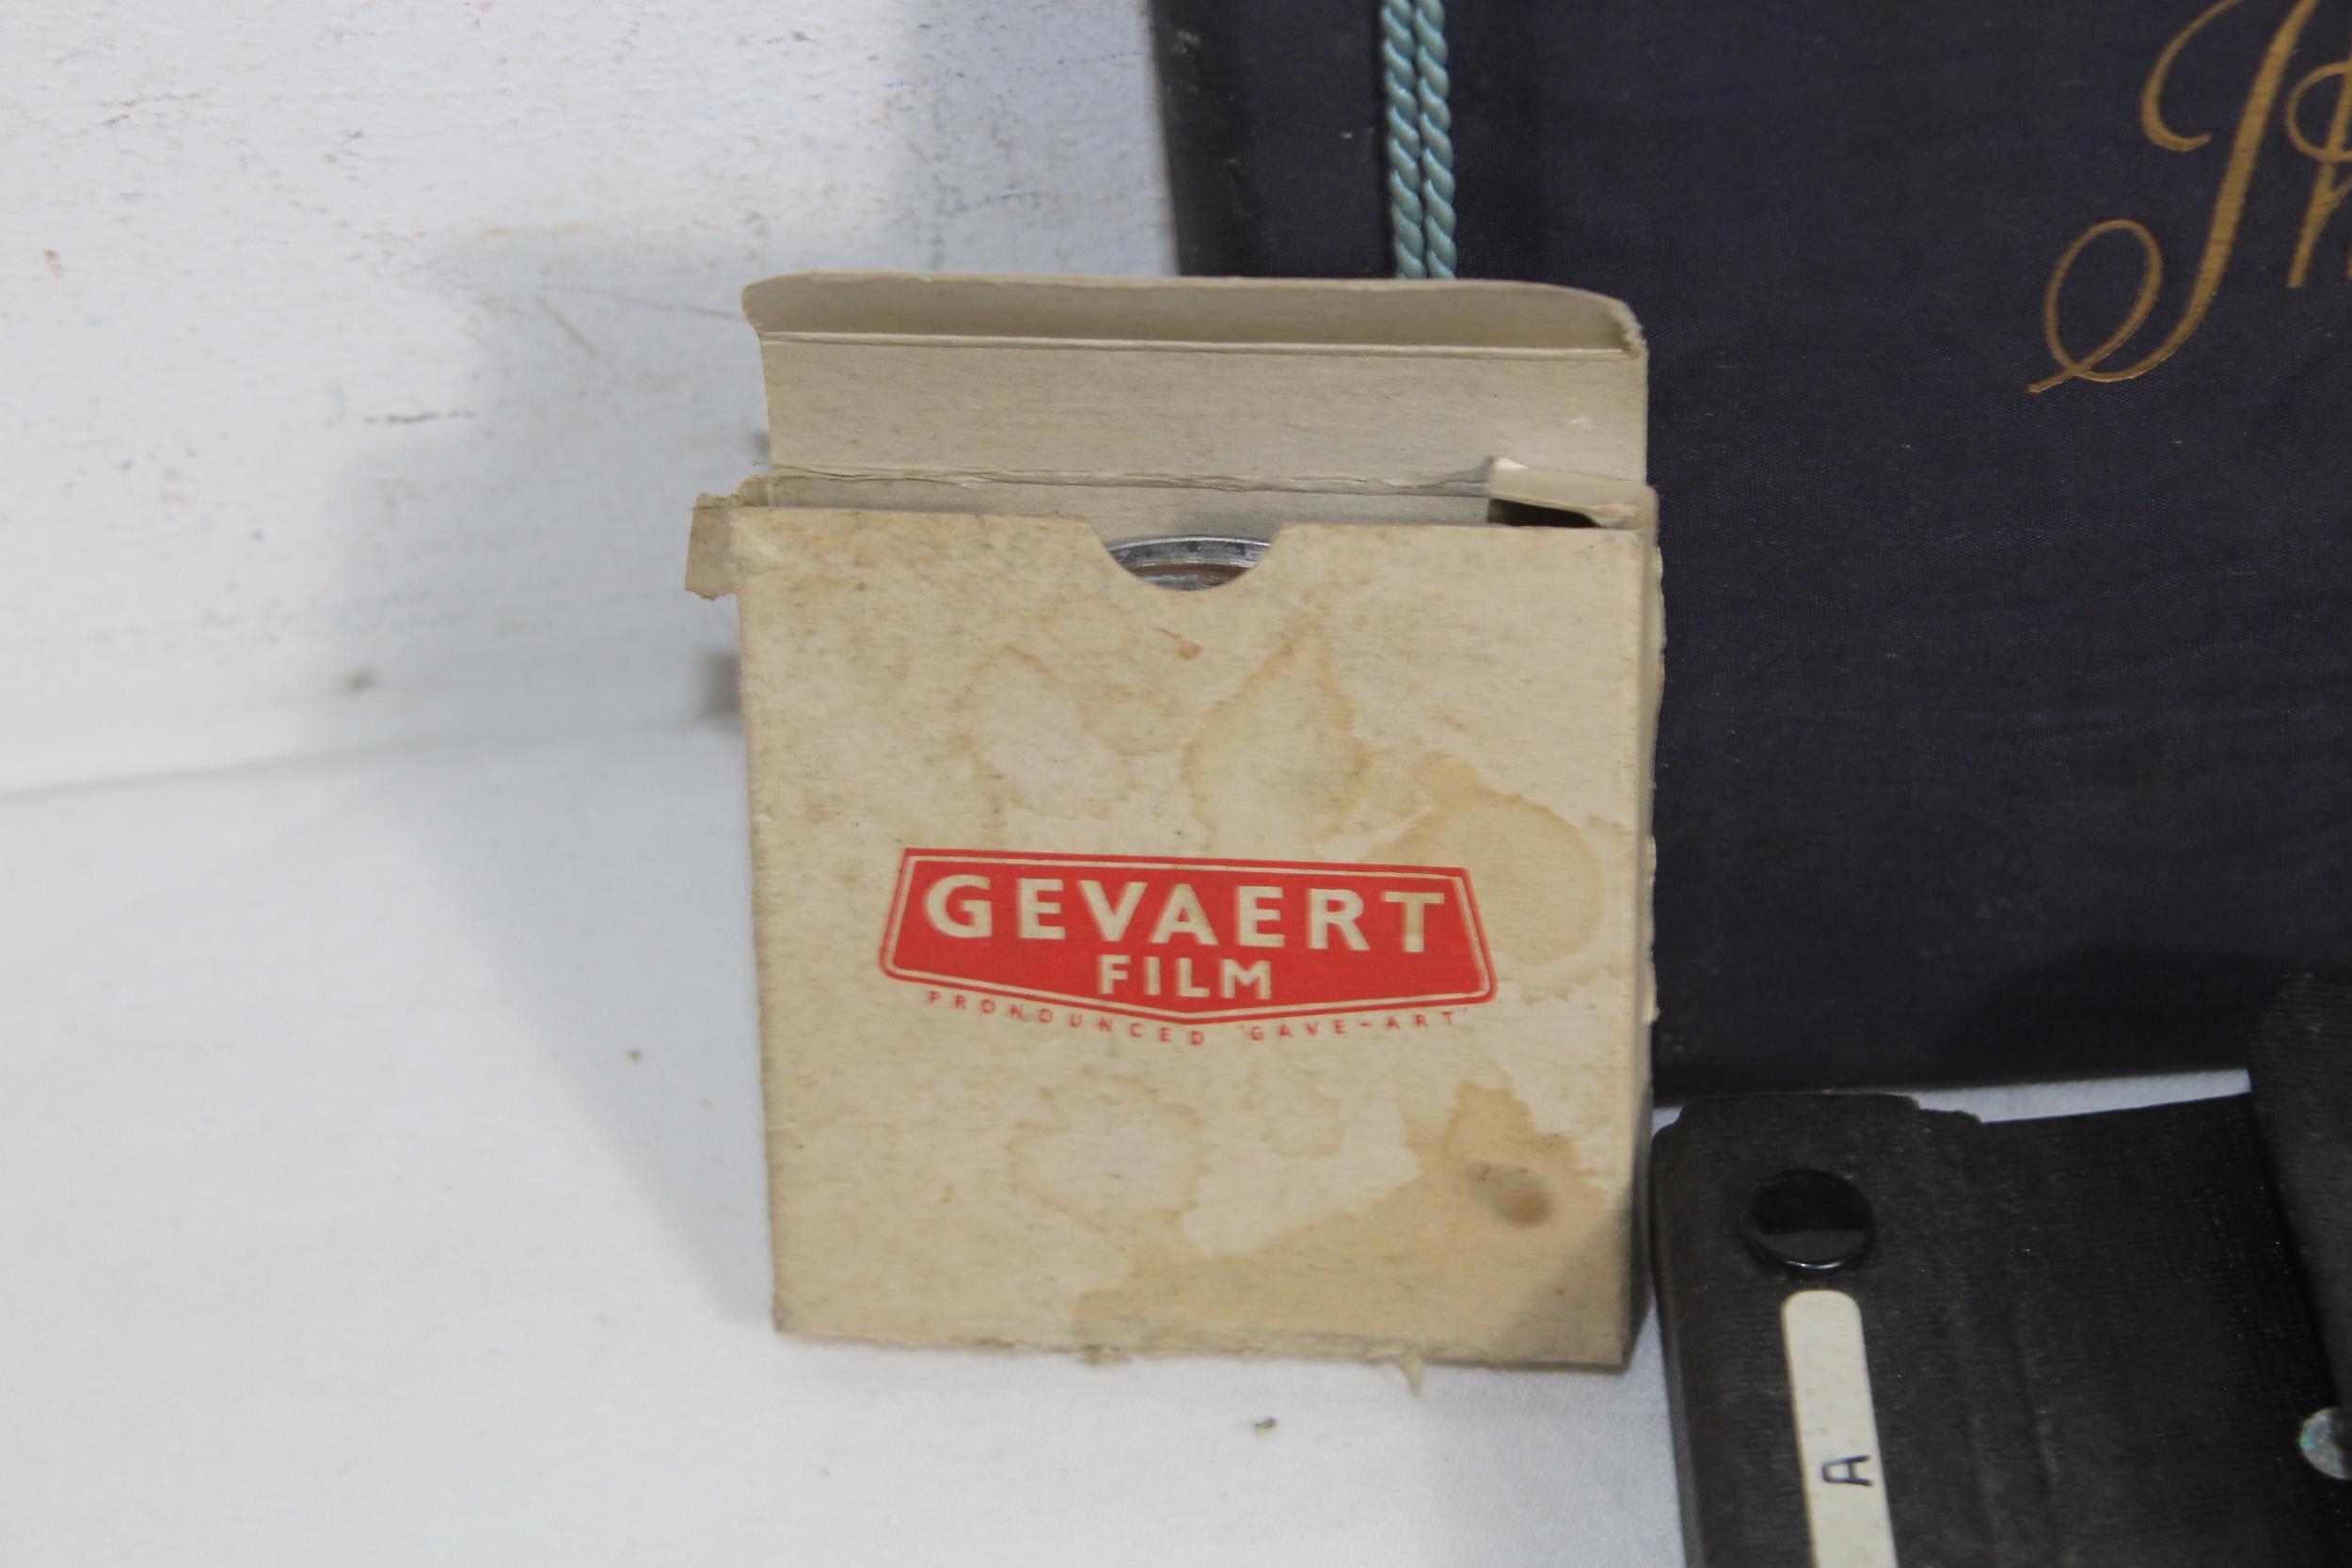 GEVAERT
FILM
PRONOUNCED 'GAVE-ART'
A